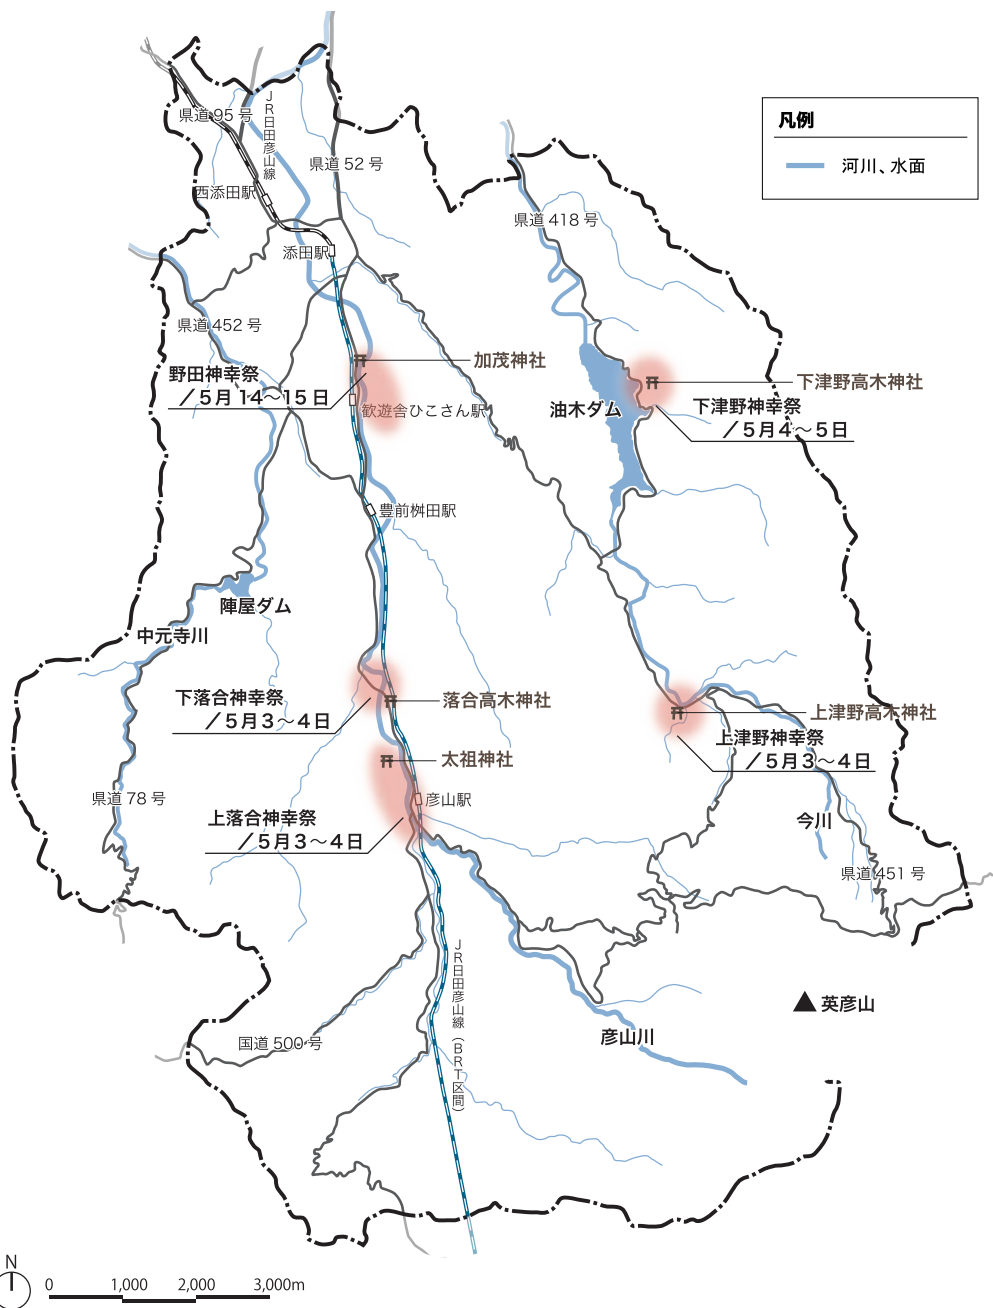 凡例
河川、水面
県道 95 号
JR日田彦山線
県道 52 号
西添田駅
添田駅
県道 418 号
県道 452 号
加茂神社
野田神幸祭
／5月 14〜15 日
歓遊舎ひこさん駅
油木ダム
下津野高木神社
下津野神幸祭
／5月 4〜5日
豊前桝田駅
陣屋ダム
中元寺川
下落合神幸祭
／5月3〜4日
落合高木神社
上津野高木神社
上津野神幸祭
／5月3〜4日
太祖神社
県道 78 号
彦山駅
上落合神幸祭
／5月3〜4日
今川
県道 451 号
JR日田彦山線（BRT区間）
英彦山
国道 500 号
彦山川
N
0 1,000 2,000 3,000m